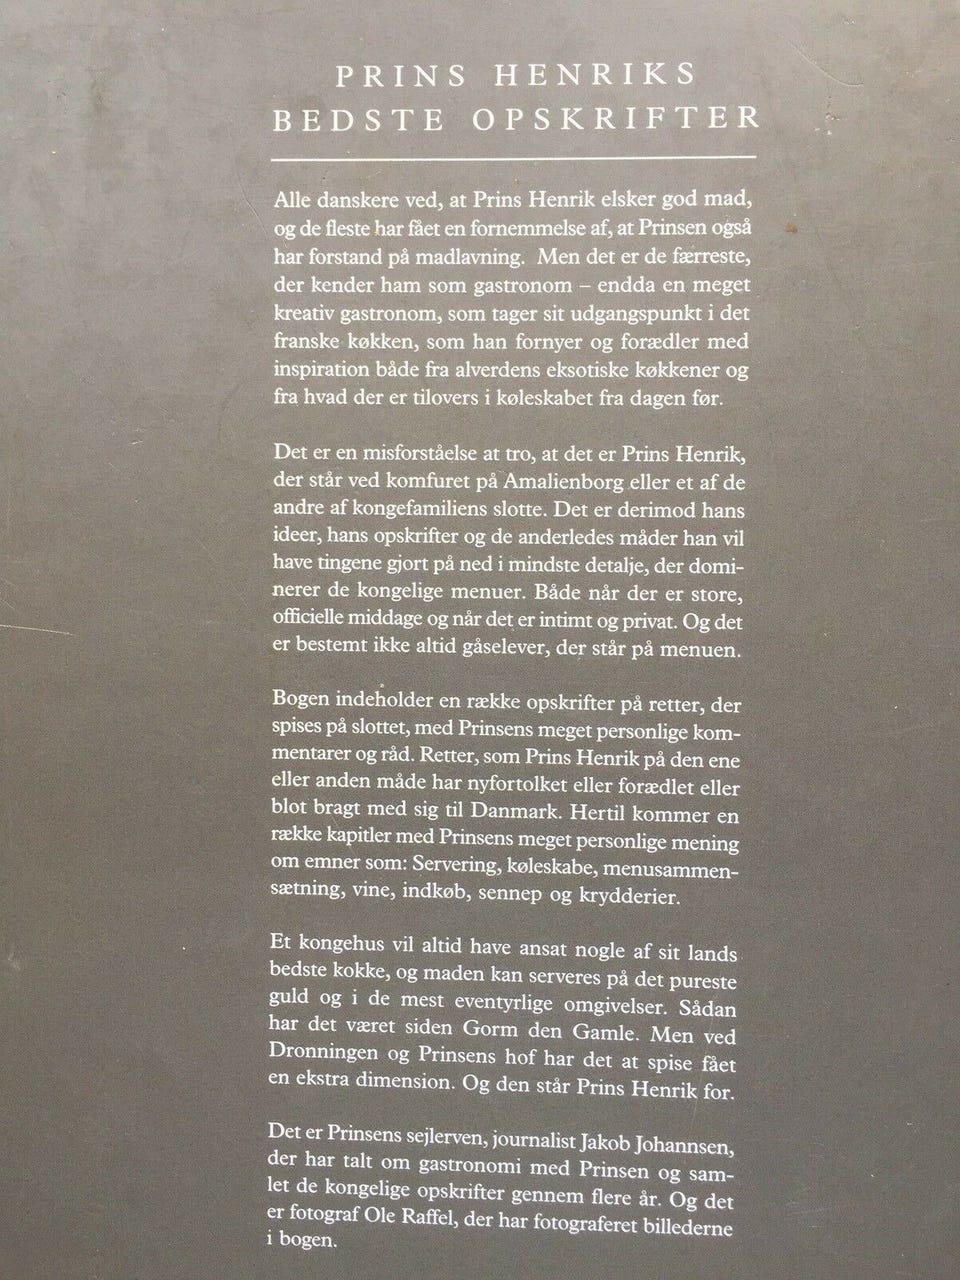 PRINS HENRIKS
BEDSTE OPSKRIFTER
Alle danskere ved, at Prins Henrik elsker god mad,
og de fleste har fået en fornemmelse af, at Prinsen også
har forstand på madlavning. Men det er de færreste,
der kender ham som gastronom – endda en meget
kreativ gastronom, som tager sit udgangspunkt i det
franske køkken, som han fornyer og forædler med
inspiration både fra alverdens eksotiske køkkener og
fra hvad der er tilovers i køleskabet fra dagen før.
Det er en misforståelse at tro, at det er Prins Henrik,
der står ved komfuret på Amalienborg eller et af de
andre af kongefamiliens slotte. Det er derimod hans
ideer, hans opskrifter og de anderledes måder han vil
have tingene gjort på ned i mindste detalje, der domi-
nerer de kongelige menuer. Både når der er store,
officielle middage og når det er intimt og privat. Og det
er bestemt ikke altid gåselever, der står på menuen.
Bogen indeholder en række opskrifter på retter, der
spises på slottet, med Prinsens meget personlige kom-
mentarer og råd. Retter, som Prins Henrik på den ene
eller anden måde har nyfortolket eller forædlet eller
blot bragt med sig til Danmark. Hertil kommer en
række kapitler med Prinsens meget personlige mening
om emner som: Servering, køleskabe, menusammen-
sætning, vine, indkøb, sennep og krydderier.
Et kongehus vil altid have ansat nogle af sit lands
bedste kokke, og maden kan serveres på det pureste
guld og i de mest eventyrlige omgivelser. Sådan
har det været siden Gorm den Gamle. Men ved
Dronningen og Prinsens hof har det at spise fået
en ekstra dimension. Og den står Prins Henrik for.
Det er Prinsens sejlerven, journalist Jakob Johannsen,
der har talt om gastronomi med Prinsen og sam-
let de kongelige opskrifter gennem flere år. Og det
er fotograf Ole Raffel, der har fotograferet billederne
i bogen.